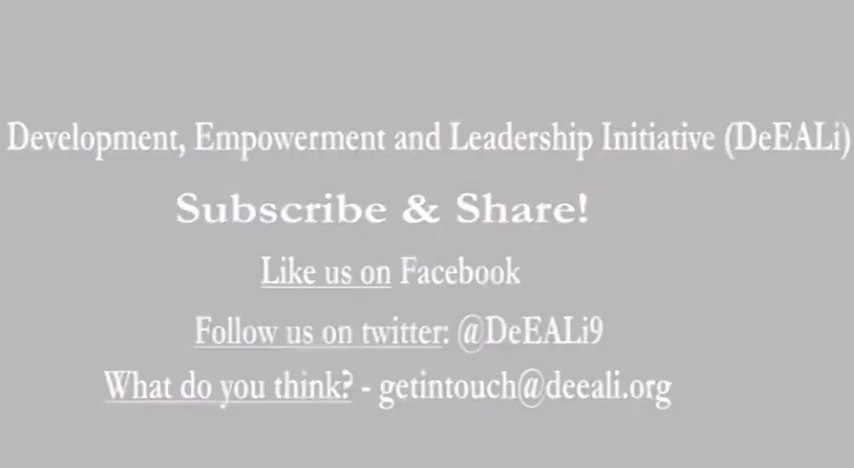 Development, Empowerment and Leadership Initiative (DeEALi)
Subscribe & Share!
Like us on Facebook
Follow us on twitter: @DeEALi9
What do you think? - getintouch@deeali.org